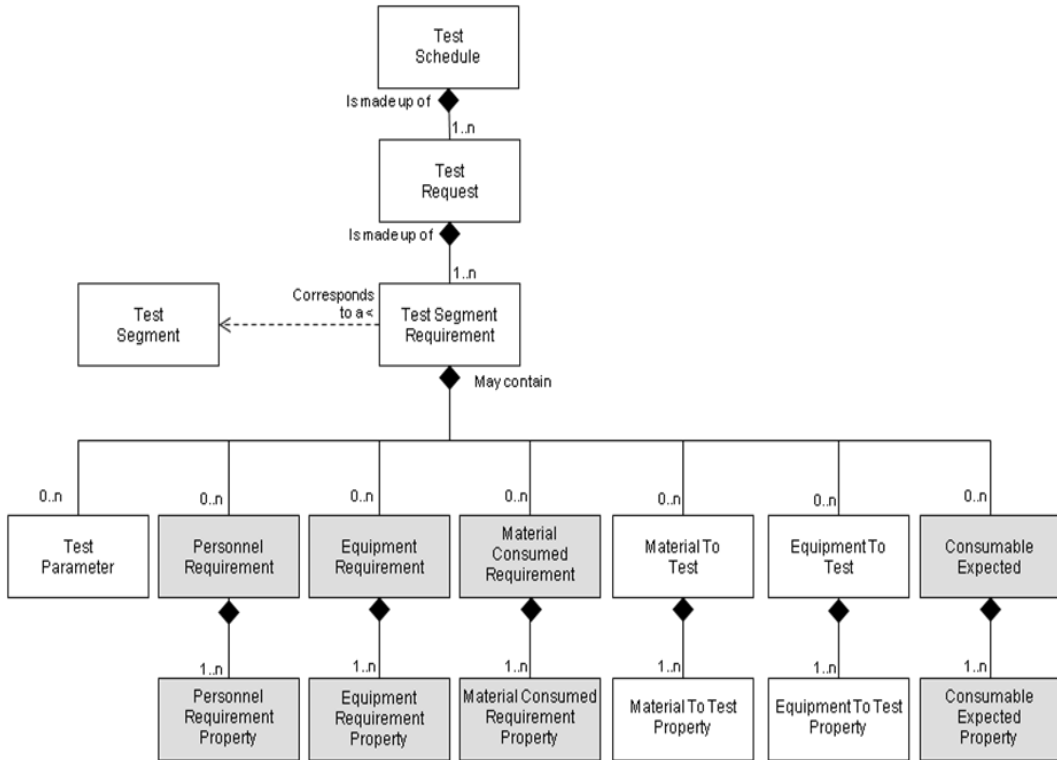 Test
Schedule
Is made up of
1..n
Test
Request
Is made up of
1..n
Corresponds
to a <
Test
Segment
Test Segment
Requirement
May contain
0..n
0..n
0..n
0..n
0..n
0..n
0..n
Test
Parameter
Personnel
Requirement
Equipment
Requirement
Material
Consumed
Requirement
Material To
Test
Equipment To
Test
Consumable
Expected
1..n
1..n
1..n
1..n
1..n
1..n
Personnel
Requirement
Property
Equipment
Requirement
Property
Material Consumed
Requirement
Property
Material To Test
Property
Equipment To Test
Property
Consumable
Expected
Property